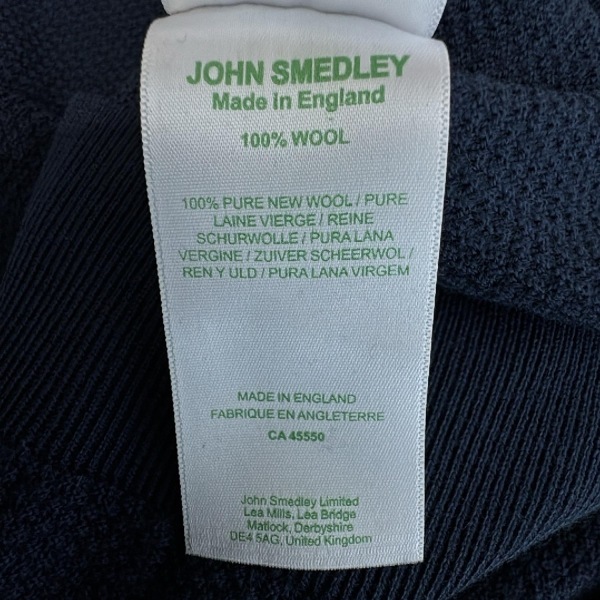 JOHN SMEDLEY
Made in England
100% WOOL
100% PURE NEW WOOL / PURE
LAINE VIERGE / REINE
SCHURWOLLE / PURA LANA
VERGINE / ZUIVER SCHEERWOL /
REN Y ULD / PURA LANA VIRGEM
MADE IN ENGLAND
FABRIQUE EN ANGLETERRE
CA 45550
John Smedley Limited
Lea Mills, Lea Bridge
Matlock, Derbyshire
DE4 5AG, United Kingdom